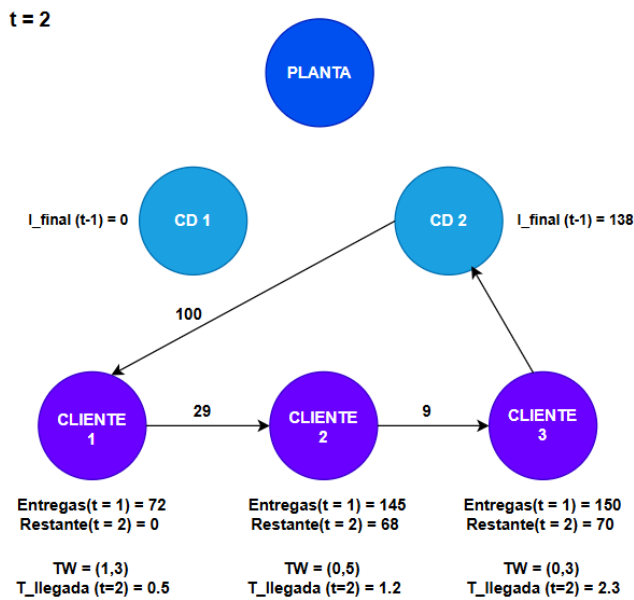 t = 2
PLANTA
I_final (t-1) = 0
CD 1
CD 2
I_final (t-1) = 138
100
CLIENTE
1
29
CLIENTE
2
9
CLIENTE
3
Entregas(t = 1) = 72
Restante(t = 2) = 0
Entregas(t = 1) = 145
Restante(t = 2) = 68
Entregas(t = 1) = 150
Restante(t = 2) = 70
TW = (1,3)
T_llegada (t=2) = 0.5
TW = (0,5)
T_llegada (t=2) = 1.2
TW = (0,3)
T_llegada (t=2) = 2.3